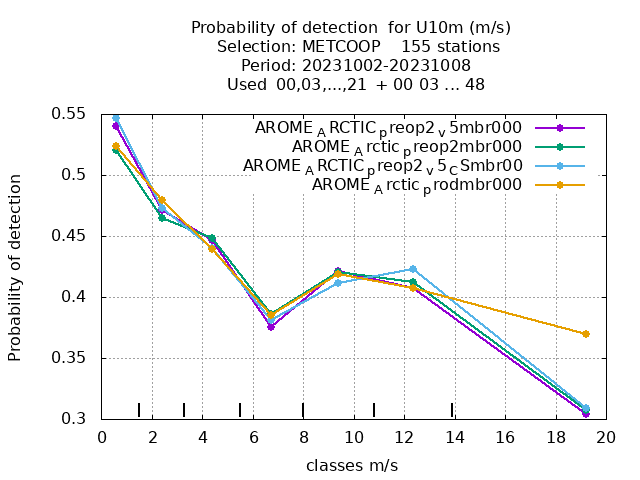 Probability of detection for U10m (m/s)
Selection: METCOOP 155 stations
Period: 20231002-20231008
Used 00,03,...,21 + 00 03 ... 48
AROME_ARCTIC_preop2_v5mbr000
AROME_Arctic_preop2mbr000
AROME_ARCTIC_preop2_v5_CSmbr00
AROME_Arctic_prodmbr000
Probability of detection
0.55
0.5
0.45
0.4
0.35
0.3
0 2 4 6 8 10 12 14 16 18 20
classes m/s